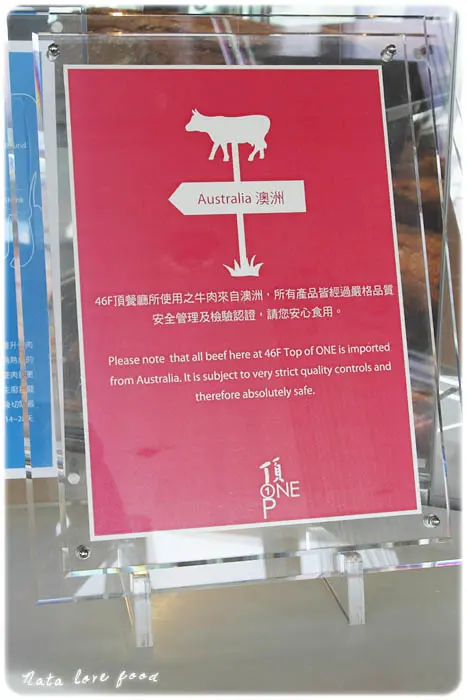 Australia 澳洲
46F頂餐廳所使用之牛肉來自澳洲，所有產品皆經過嚴格品質
安全管理及檢驗認證，請您安心食用。
Please note that all beef here at 46F Top of ONE is imported
from Australia. It is subject to very strict quality controls and
therefore absolutely safe.
頂
TOP ONE
14~28天
Nata love food